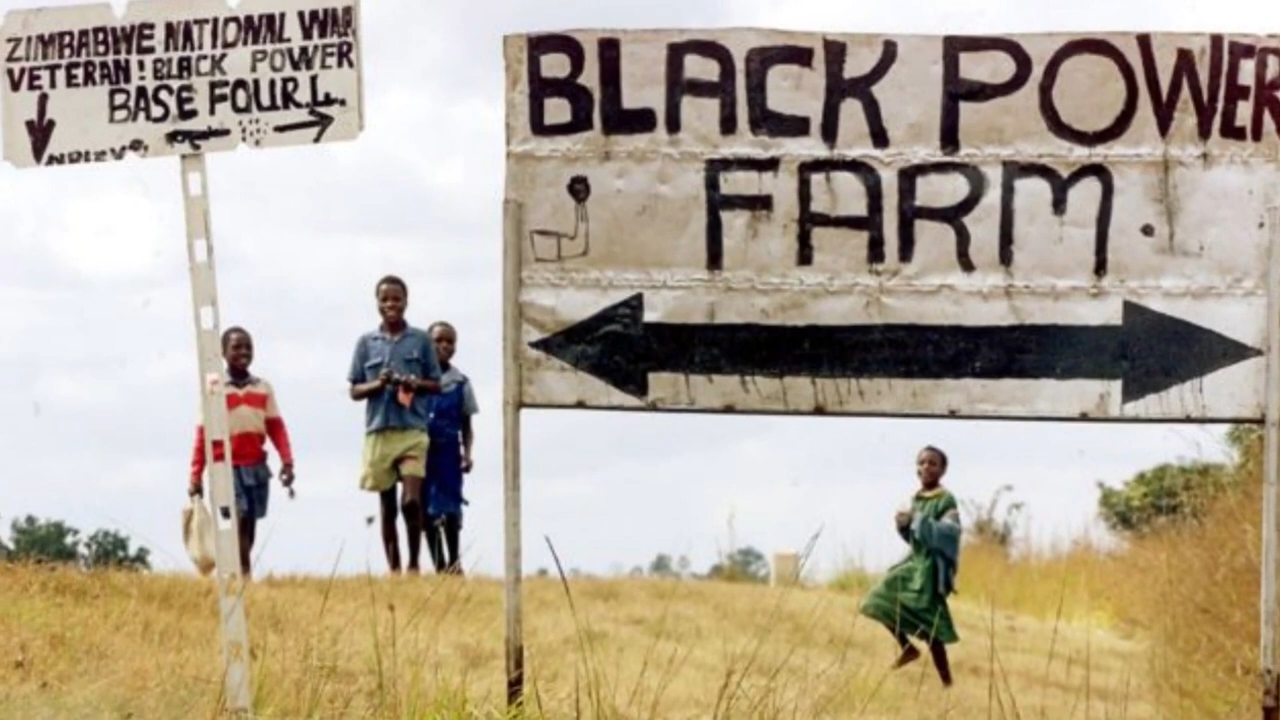 ZIMBABWE NATIONAL WAR
VETERAN! BLACK POWER
BASE FOUR.L.
BLACK POWER
FARM.